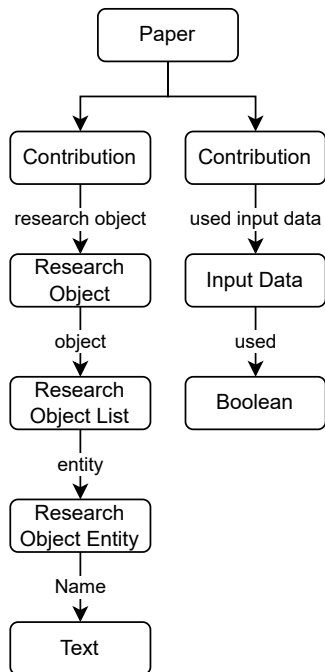 Paper
Contribution
Contribution
research object
used input data
Research
Object
Input Data
object
used
Research
Object List
Boolean
entity
Research
Object Entity
Name
Text